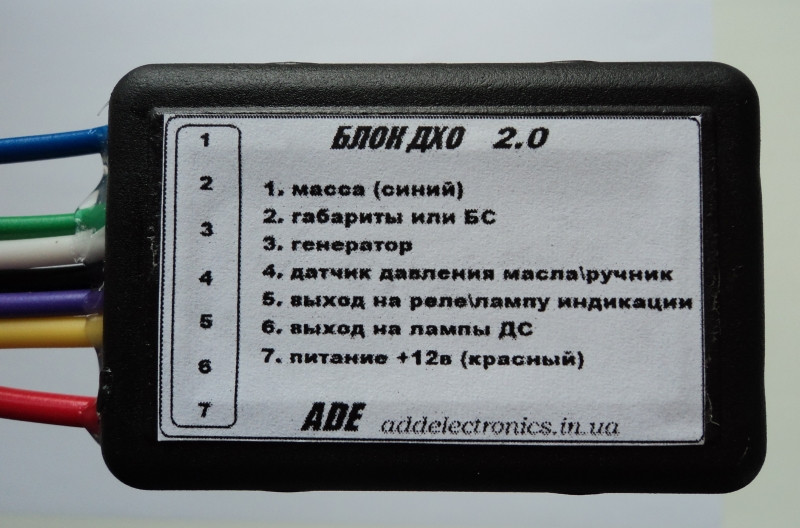 БЛОК ДХО 2.0
1
2
3
4
5
6
7
1. масса (синий)
2. габариты или БС
3. генератор
4. датчик давления масла\ручник
5. выход на реле\лампу индикации
6. выход на лампы ДС
7. питание +12в (красный)
ADE addelectronics.in.ua